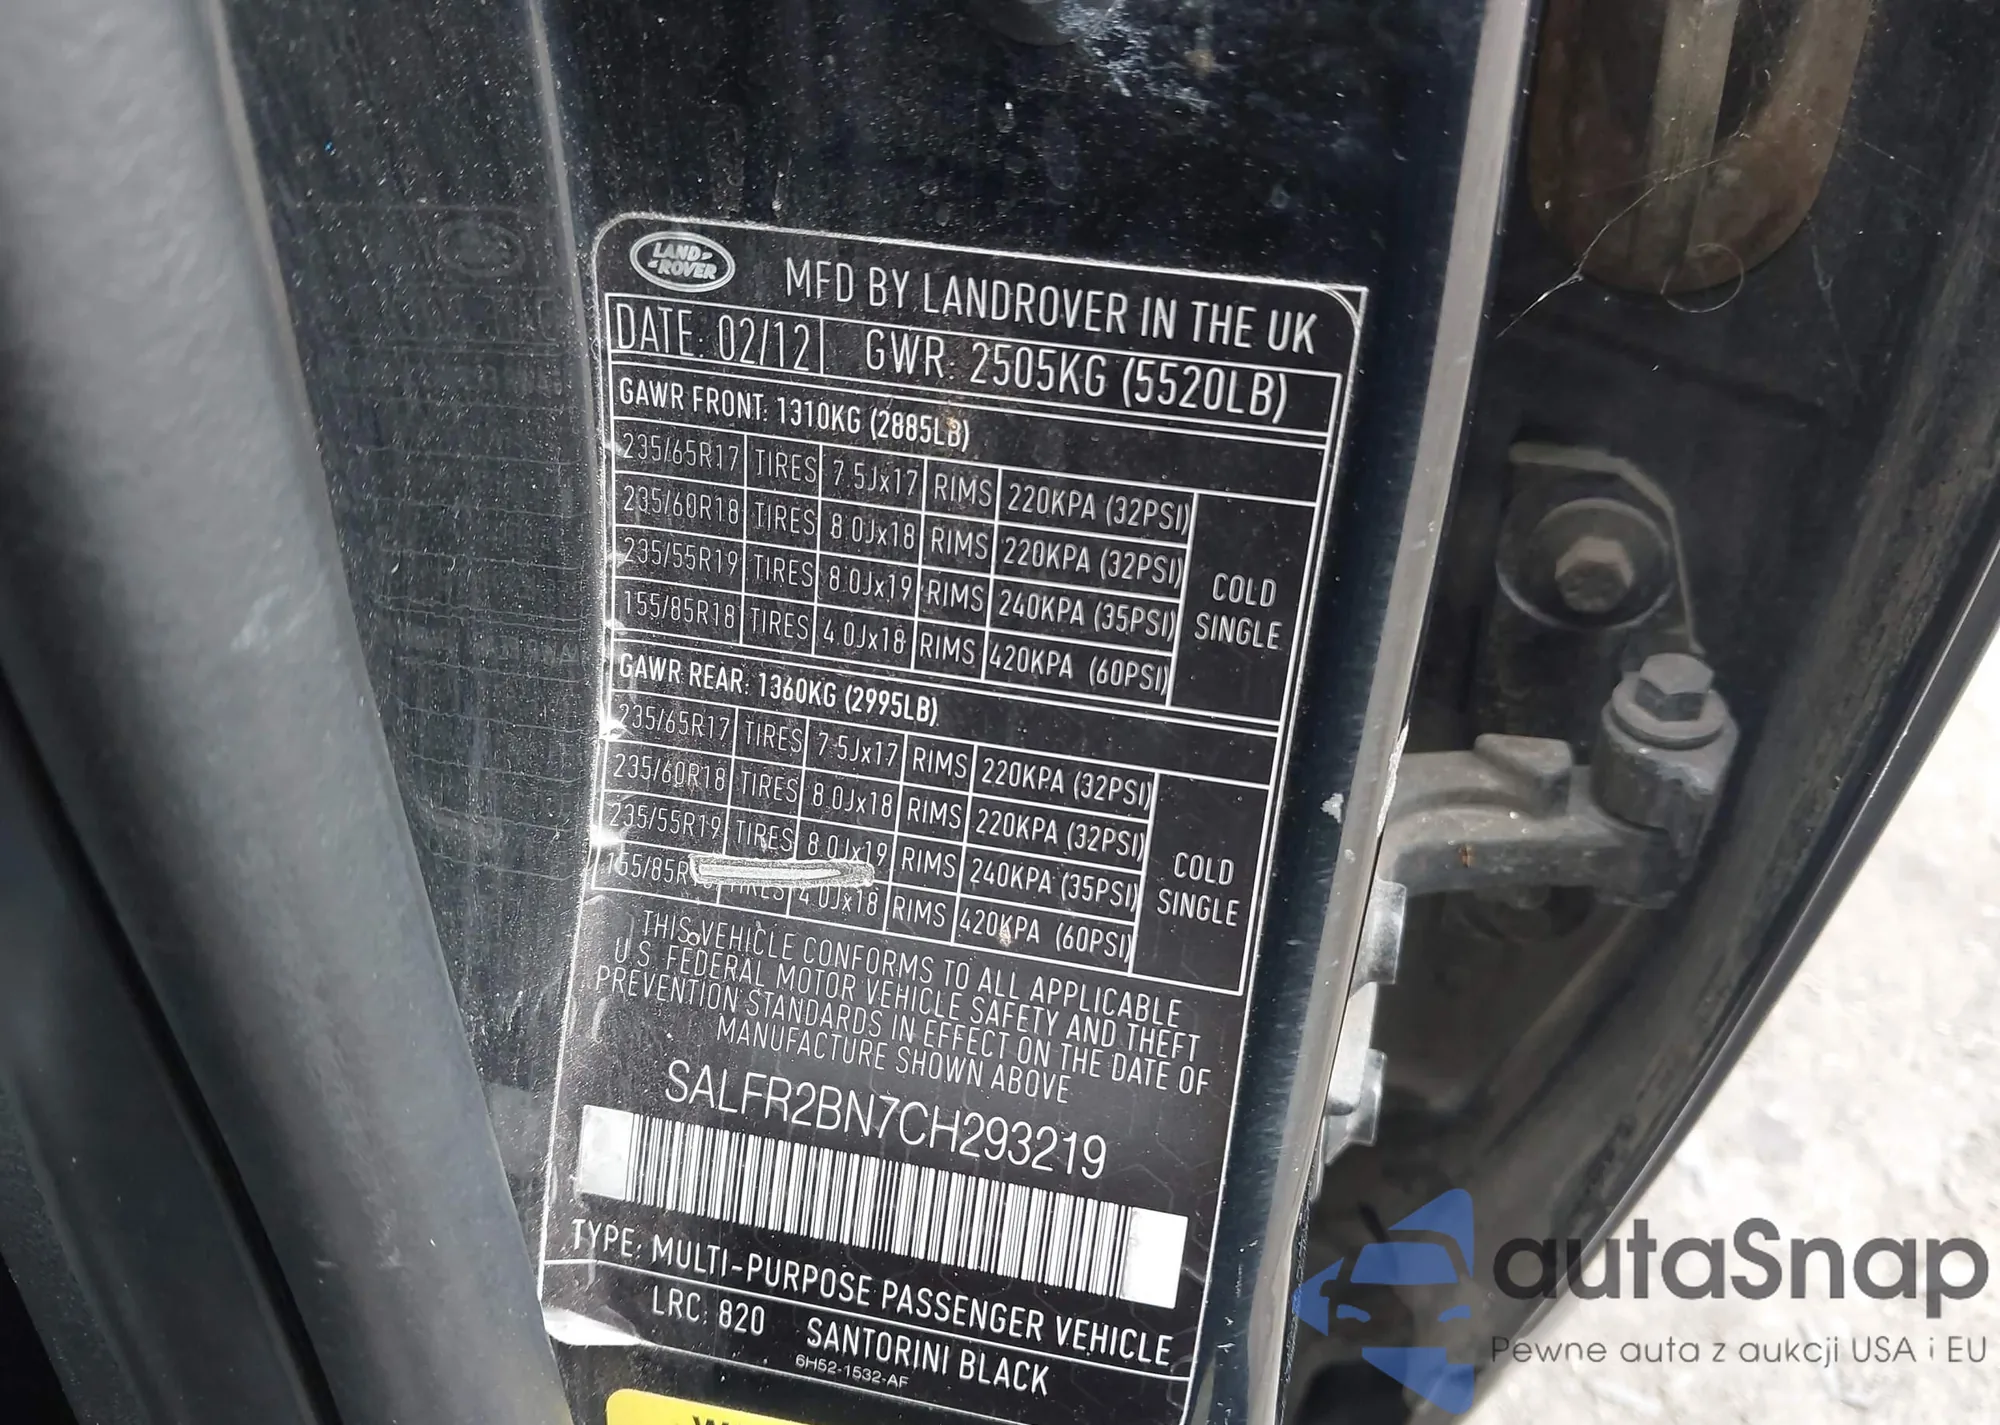 LAND ROVER
MFD BY LANDROVER IN THE UK
DATE: 02/12 GWR: 2505KG (5520LB)
GAWR FRONT: 1310KG (2885LB)
235/65R17 TIRES 7.5Jx17 RIMS 220KPA (32PSI)
235/60R18 TIRES 8.0Jx18 RIMS 220KPA (32PSI)
235/55R19 TIRES 8.0Jx19 RIMS 240KPA (35PSI)
155/85R18 TIRES 4.0Jx18 RIMS 420KPA (60PSI)
COLD
SINGLE
GAWR REAR: 1360KG (2995LB)
235/65R17 TIRES 7.5Jx17 RIMS 220KPA (32PSI)
235/60R18 TIRES 8.0Jx18 RIMS 220KPA (32PSI)
235/55R19 TIRES 8.0Jx19 RIMS 240KPA (35PSI)
155/85R TIRES 4.0Jx18 RIMS 420KPA (60PSI)
COLD
SINGLE
THIS VEHICLE CONFORMS TO ALL APPLICABLE
U.S. FEDERAL MOTOR VEHICLE SAFETY AND THEFT
PREVENTION STANDARDS IN EFFECT ON THE DATE OF
MANUFACTURE SHOWN ABOVE
SALFR2BN7CH293219
TYPE: MULTI-PURPOSE PASSENGER VEHICLE
LRC: 820 SANTORINI BLACK
6H52-1532-AF
autaSnap
Pewne auta z aukcji USA i EU